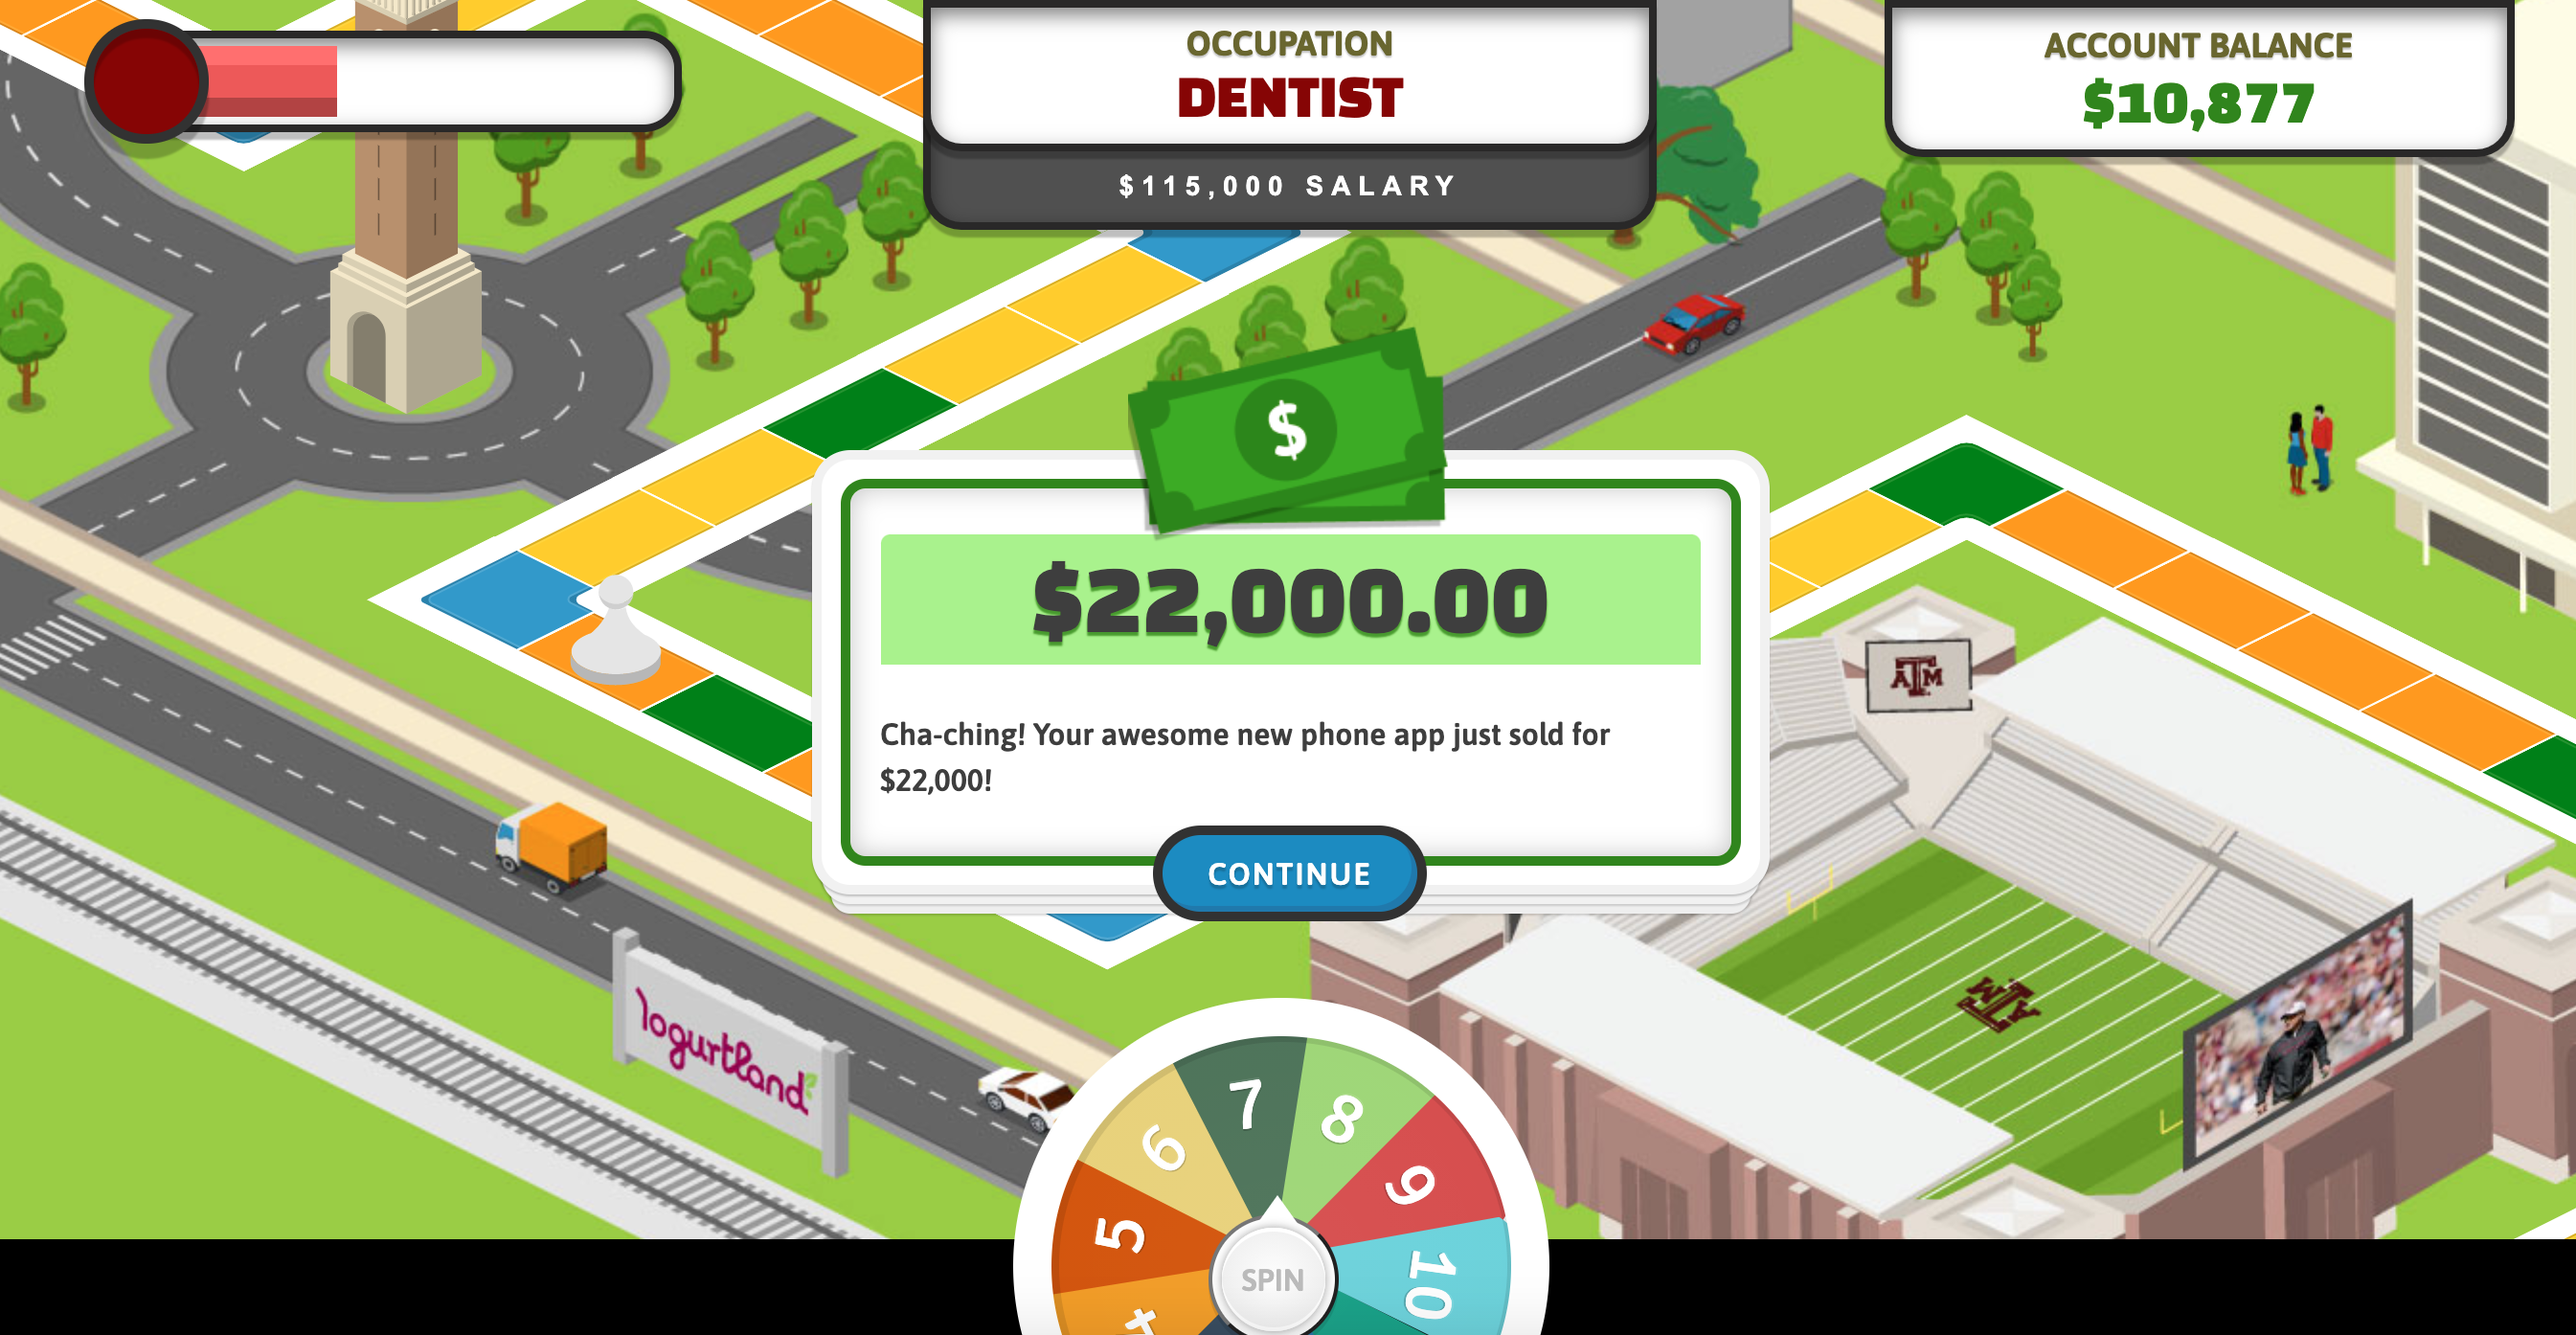 OCCUPATION
DENTIST
$115,000 SALARY
ACCOUNT BALANCE
$10,877
$
$22,000.00
Cha-ching! Your awesome new phone app just sold for
$22,000!
CONTINUE
ATM
ATM
Yogurtland
4
5
6
7
8
9
10
SPIN